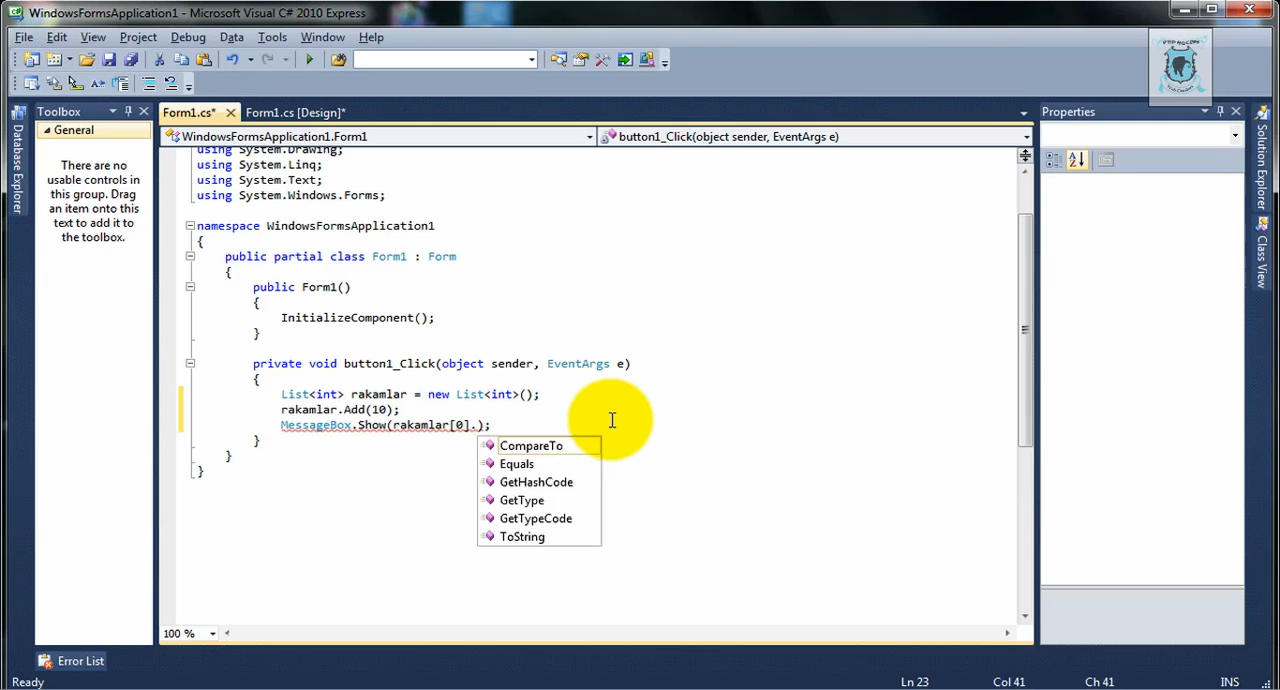 WindowsFormsApplication1 - Microsoft Visual C# 2010 Express
File Edit View Project Debug Data Tools Window Help
Toolbox
General
There are no
usable controls in
this group. Drag
an item onto this
text to add it to
the toolbox.
Database Explorer
Form1.cs* Form1.cs [Design]*
WindowsFormsApplication1.Form1 button1_Click(object sender, EventArgs e)
using System.Drawing;
using System.Linq;
using System.Text;
using System.Windows.Forms;
namespace WindowsFormsApplication1
{
public partial class Form1 : Form
{
public Form1()
{
InitializeComponent();
}
private void button1_Click(object sender, EventArgs e)
{
List<int> rakamlar = new List<int>();
rakamlar.Add(10);
MessageBox.Show(rakamlar[0].);
}
}
}
CompareTo
Equals
GetHashCode
GetType
GetTypeCode
ToString
100 %
Properties
Solution Explorer
Class View
Error List
Ready Ln 23 Col 41 Ch 41 INS